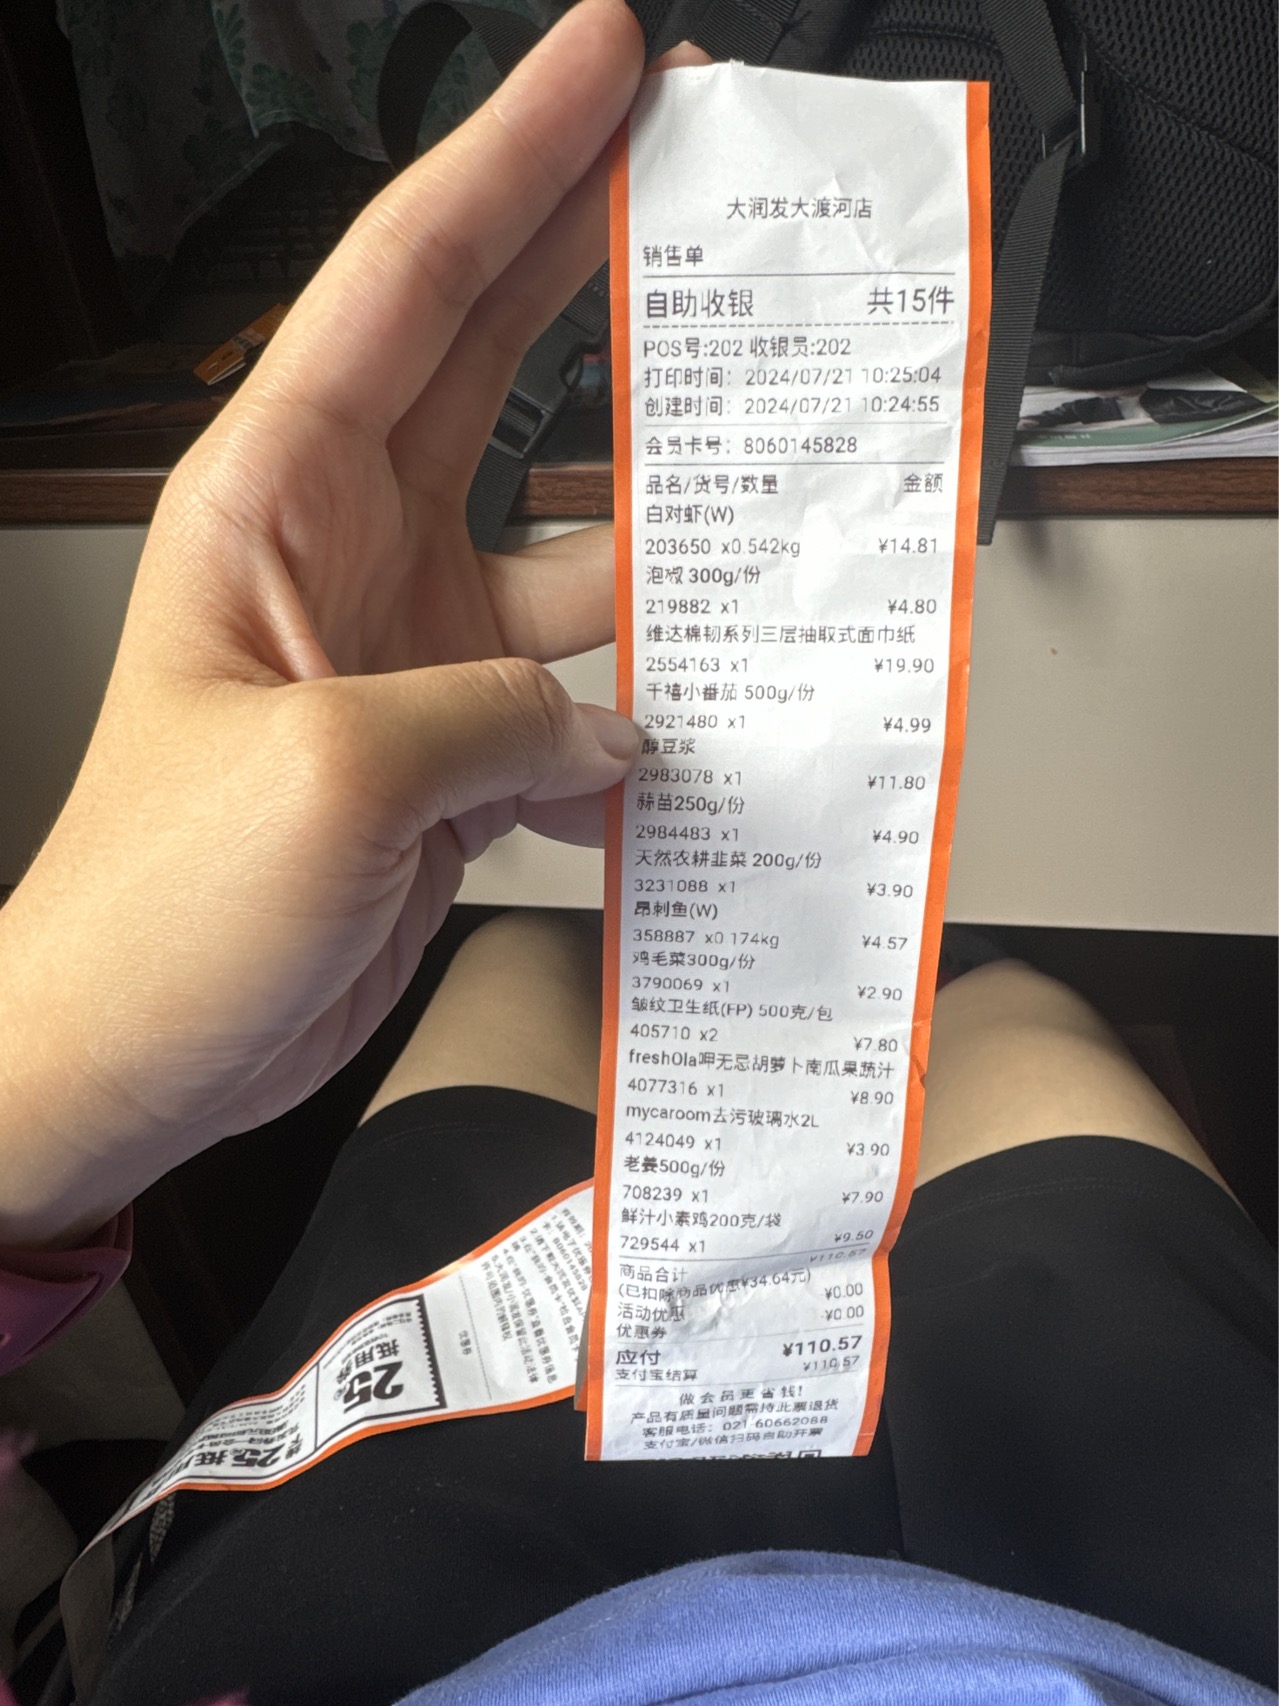 大润发大渡河店
销售单
自助收银 共15件
POS号:202 收银员:202
打印时间: 2024/07/21 10:25:04
创建时间: 2024/07/21 10:24:55
会员卡号: 8060145828
品名/货号/数量 金额
白对虾(W)
203650 x0.542kg ¥14.81
泡椒 300g/份
219882 x1 ¥4.80
维达棉韧系列三层抽取式面巾纸
2554163 x1 ¥19.90
千禧小番茄 500g/份
2921480 x1 ¥4.99
醇豆浆
2983078 x1 ¥11.80
蒜苗250g/份
2984483 x1 ¥4.90
天然农耕韭菜 200g/份
3231088 x1 ¥3.90
昂刺鱼(W)
358887 x0.174kg ¥4.57
鸡毛菜300g/份
3790069 x1 ¥2.90
皱纹卫生纸(FP) 500克/包
405710 x2 ¥7.80
freshOla呷无忌胡萝卜南瓜果蔬汁
4077316 x1 ¥8.90
mycaroom去污玻璃水2L
4124049 x1 ¥3.90
老姜500g/份
708239 x1 ¥7.90
鲜汁小素鸡200克/袋
729544 x1 ¥9.50
商品合计 ¥110.57
(已扣除商品优惠¥34.64元)
活动优惠 ¥0.00
优惠券 -¥0.00
应付 ¥110.57
支付宝结算 ¥110.57
做会员更省钱!
产品有质量问题需持此票退货
客服电话: 021-60662088
支付宝/微信扫码自助开票
优惠券
25元
抵用券